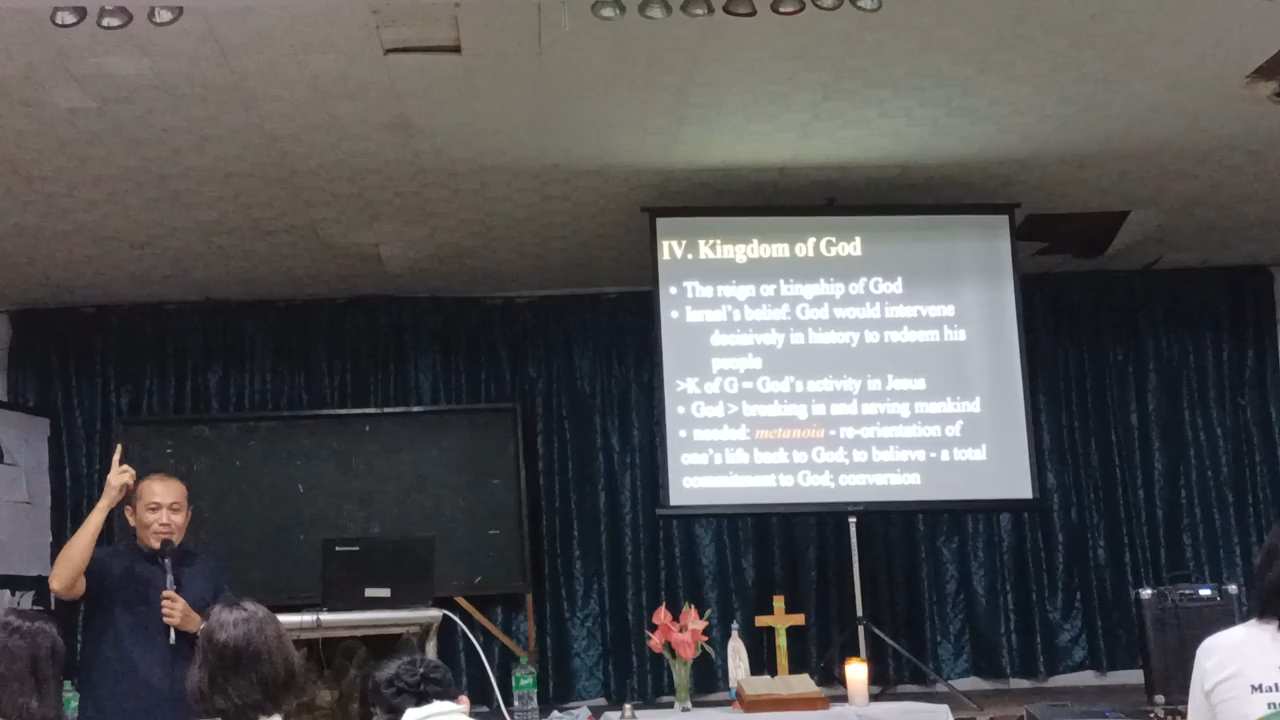 IV. Kingdom of God
• The reign or kingship of God
• Israel's belief: God would intervene
decisively in history to redeem his
people
>K of G = God's activity in Jesus
• God > breaking in and saving mankind
• needed: metanoia - re-orientation of
one's life back to God; to believe - a total
commitment to God; conversion
Lenovo
Mal